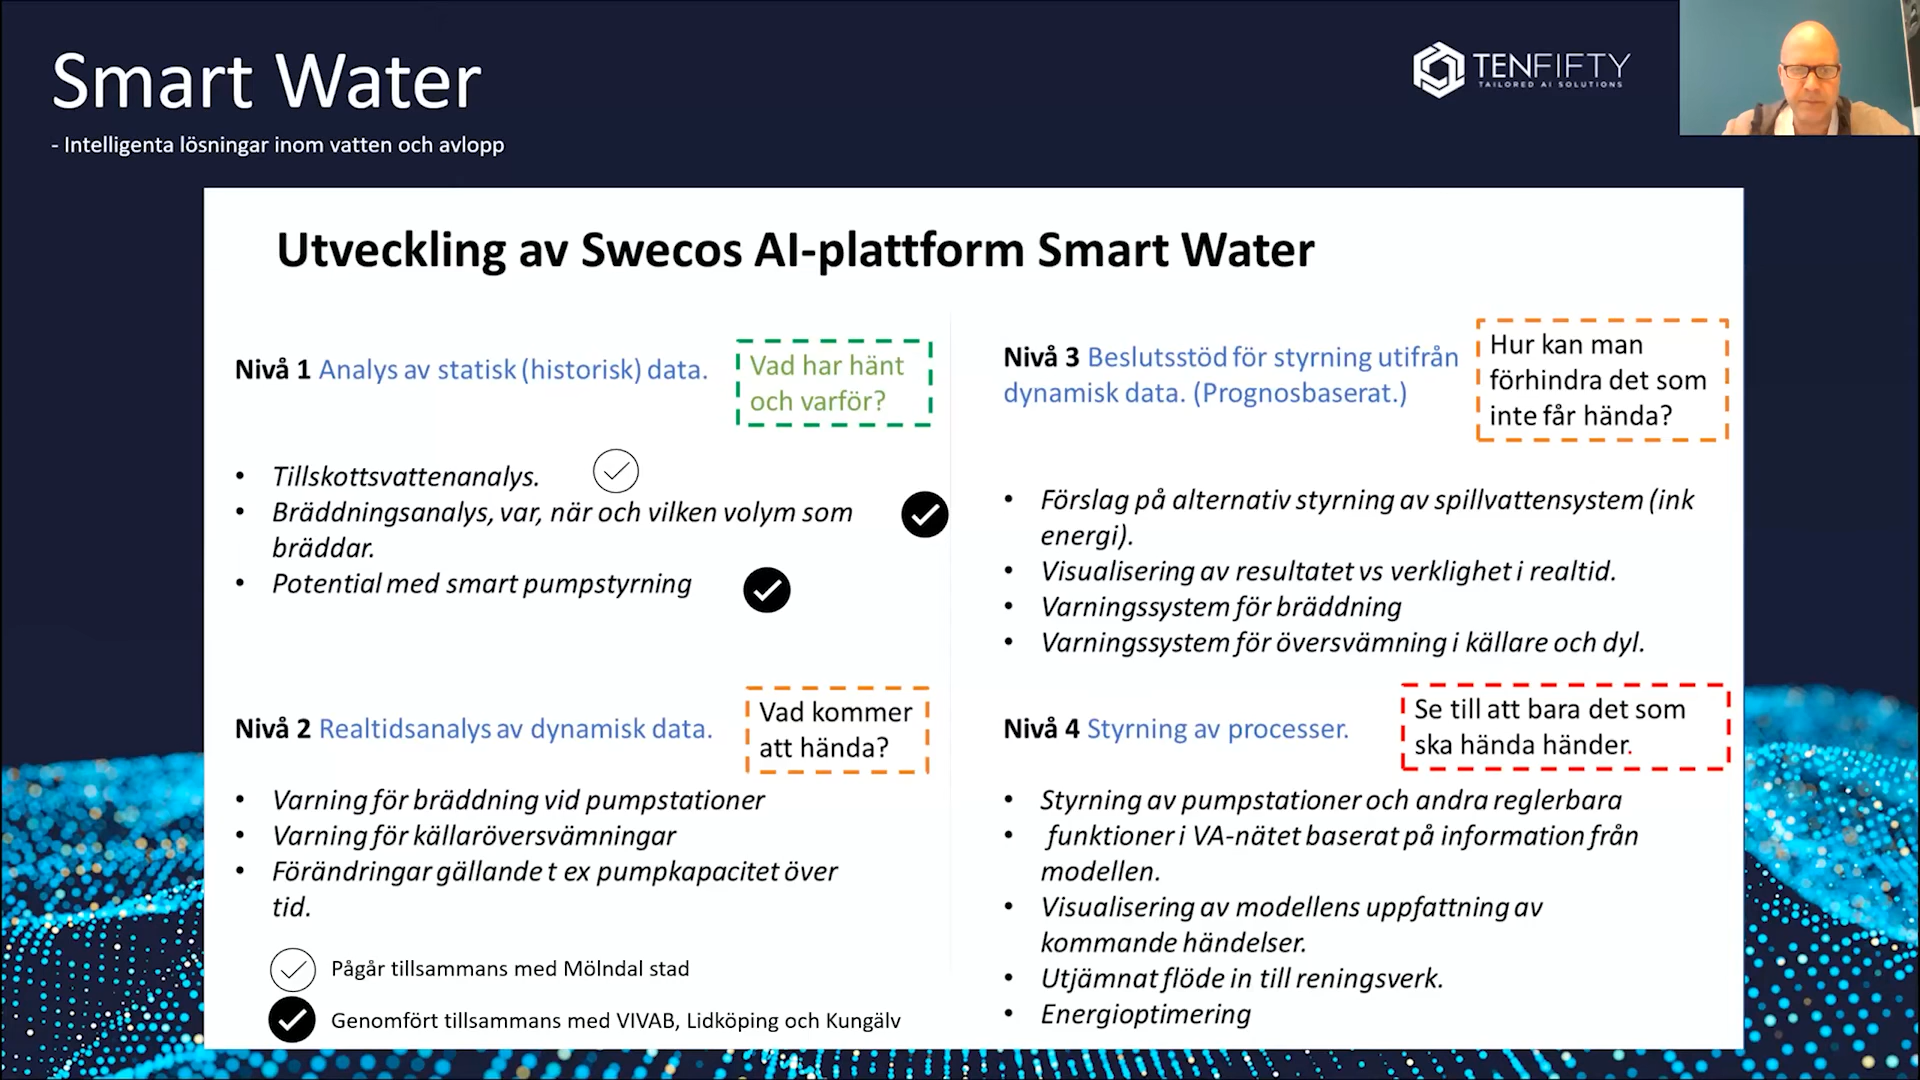 Smart Water
- Intelligenta lösningar inom vatten och avlopp
TENFIFTY
TAILORED AI SOLUTIONS
Utveckling av Swecos AI-plattform Smart Water
Nivå 1 Analys av statisk (historisk) data.
Vad har hänt
och varför?
• Tillskottsvattenanalys.
• Bräddningsanalys, var, när och vilken volym som
bräddar.
• Potential med smart pumpstyrning
Nivå 2 Realtidsanalys av dynamisk data.
Vad kommer
att hända?
• Varning för bräddning vid pumpstationer
• Varning för källaröversvämningar
• Förändringar gällande t ex pumpkapacitet över
tid.
Pågår tillsammans med Mölndal stad
Genomfört tillsammans med VIVAB, Lidköping och Kungälv
Nivå 3 Beslutsstöd för styrning utifrån
dynamisk data. (Prognosbaserat.)
Hur kan man
förhindra det som
inte får hända?
• Förslag på alternativ styrning av spillvattensystem (ink
energi).
• Visualisering av resultatet vs verklighet i realtid.
• Varningssystem för bräddning
• Varningssystem för översvämning i källare och dyl.
Nivå 4 Styrning av processer.
Se till att bara det som
ska hända händer.
• Styrning av pumpstationer och andra reglerbara
• funktioner i VA-nätet baserat på information från
modellen.
• Visualisering av modellens uppfattning av
kommande händelser.
• Utjämnat flöde in till reningsverk.
• Energioptimering